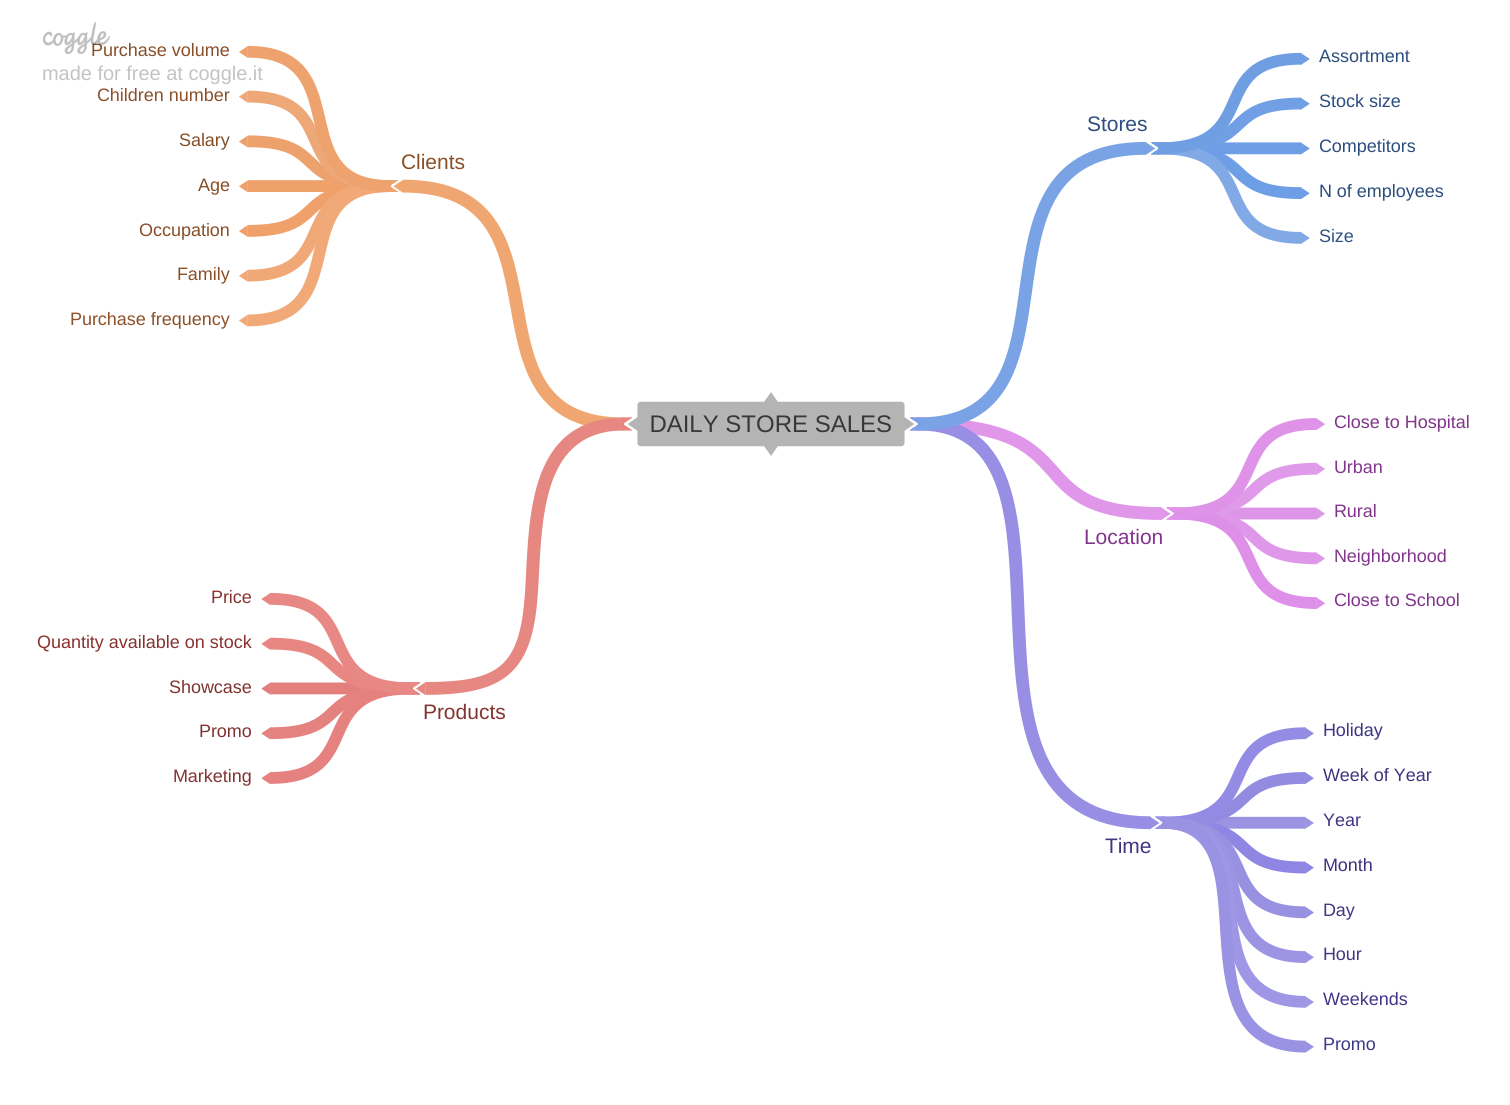 coggle
made for free at coggle.it
Purchase volume
Children number
Salary
Age
Occupation
Family
Purchase frequency
Clients
Price
Quantity available on stock
Showcase
Promo
Marketing
Products
DAILY STORE SALES
Stores
Assortment
Stock size
Competitors
N of employees
Size
Location
Close to Hospital
Urban
Rural
Neighborhood
Close to School
Time
Holiday
Week of Year
Year
Month
Day
Hour
Weekends
Promo